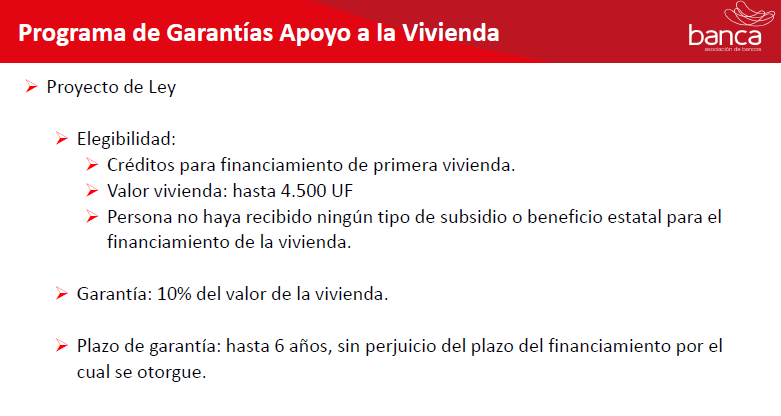 Programa de Garantías Apoyo a la Vivienda
banca
asociación de bancos
Proyecto de Ley
Elegibilidad:
Créditos para financiamiento de primera vivienda.
Valor vivienda: hasta 4.500 UF
Persona no haya recibido ningún tipo de subsidio o beneficio estatal para el
financiamiento de la vivienda.
Garantía: 10% del valor de la vivienda.
Plazo de garantía: hasta 6 años, sin perjuicio del plazo del financiamiento por el
cual se otorgue.